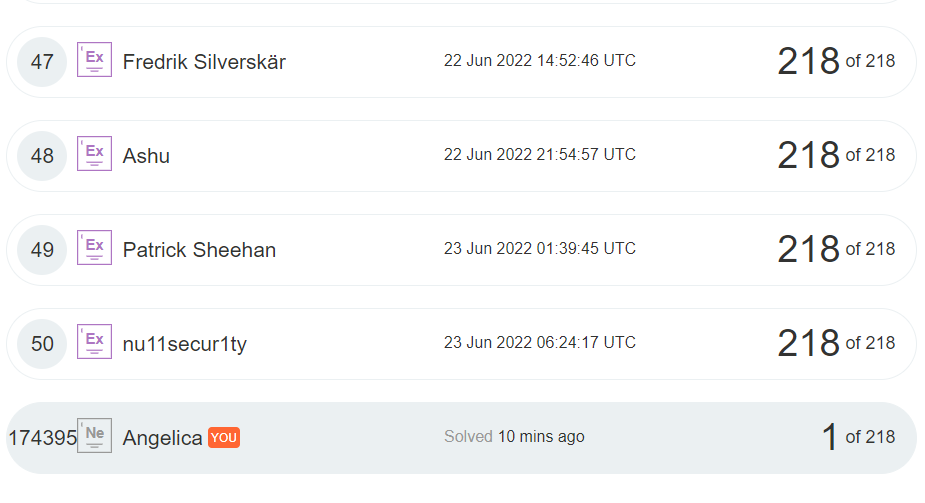 47 Ex Fredrik Silverskär 22 Jun 2022 14:52:46 UTC 218 of 218
48 Ex Ashu 22 Jun 2022 21:54:57 UTC 218 of 218
49 Ex Patrick Sheehan 23 Jun 2022 01:39:45 UTC 218 of 218
50 Ex nu11secur1ty 23 Jun 2022 06:24:17 UTC 218 of 218
174395 Ne Angelica YOU Solved 10 mins ago 1 of 218